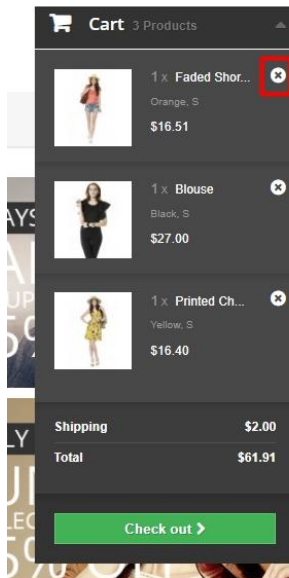 Cart 3 Products
1 x Faded Shor...
Orange, S
$16.51
1 x Blouse
Black, S
$27.00
1 x Printed Ch...
Yellow, S
$16.40
Shipping $2.00
Total $61.91
Check out